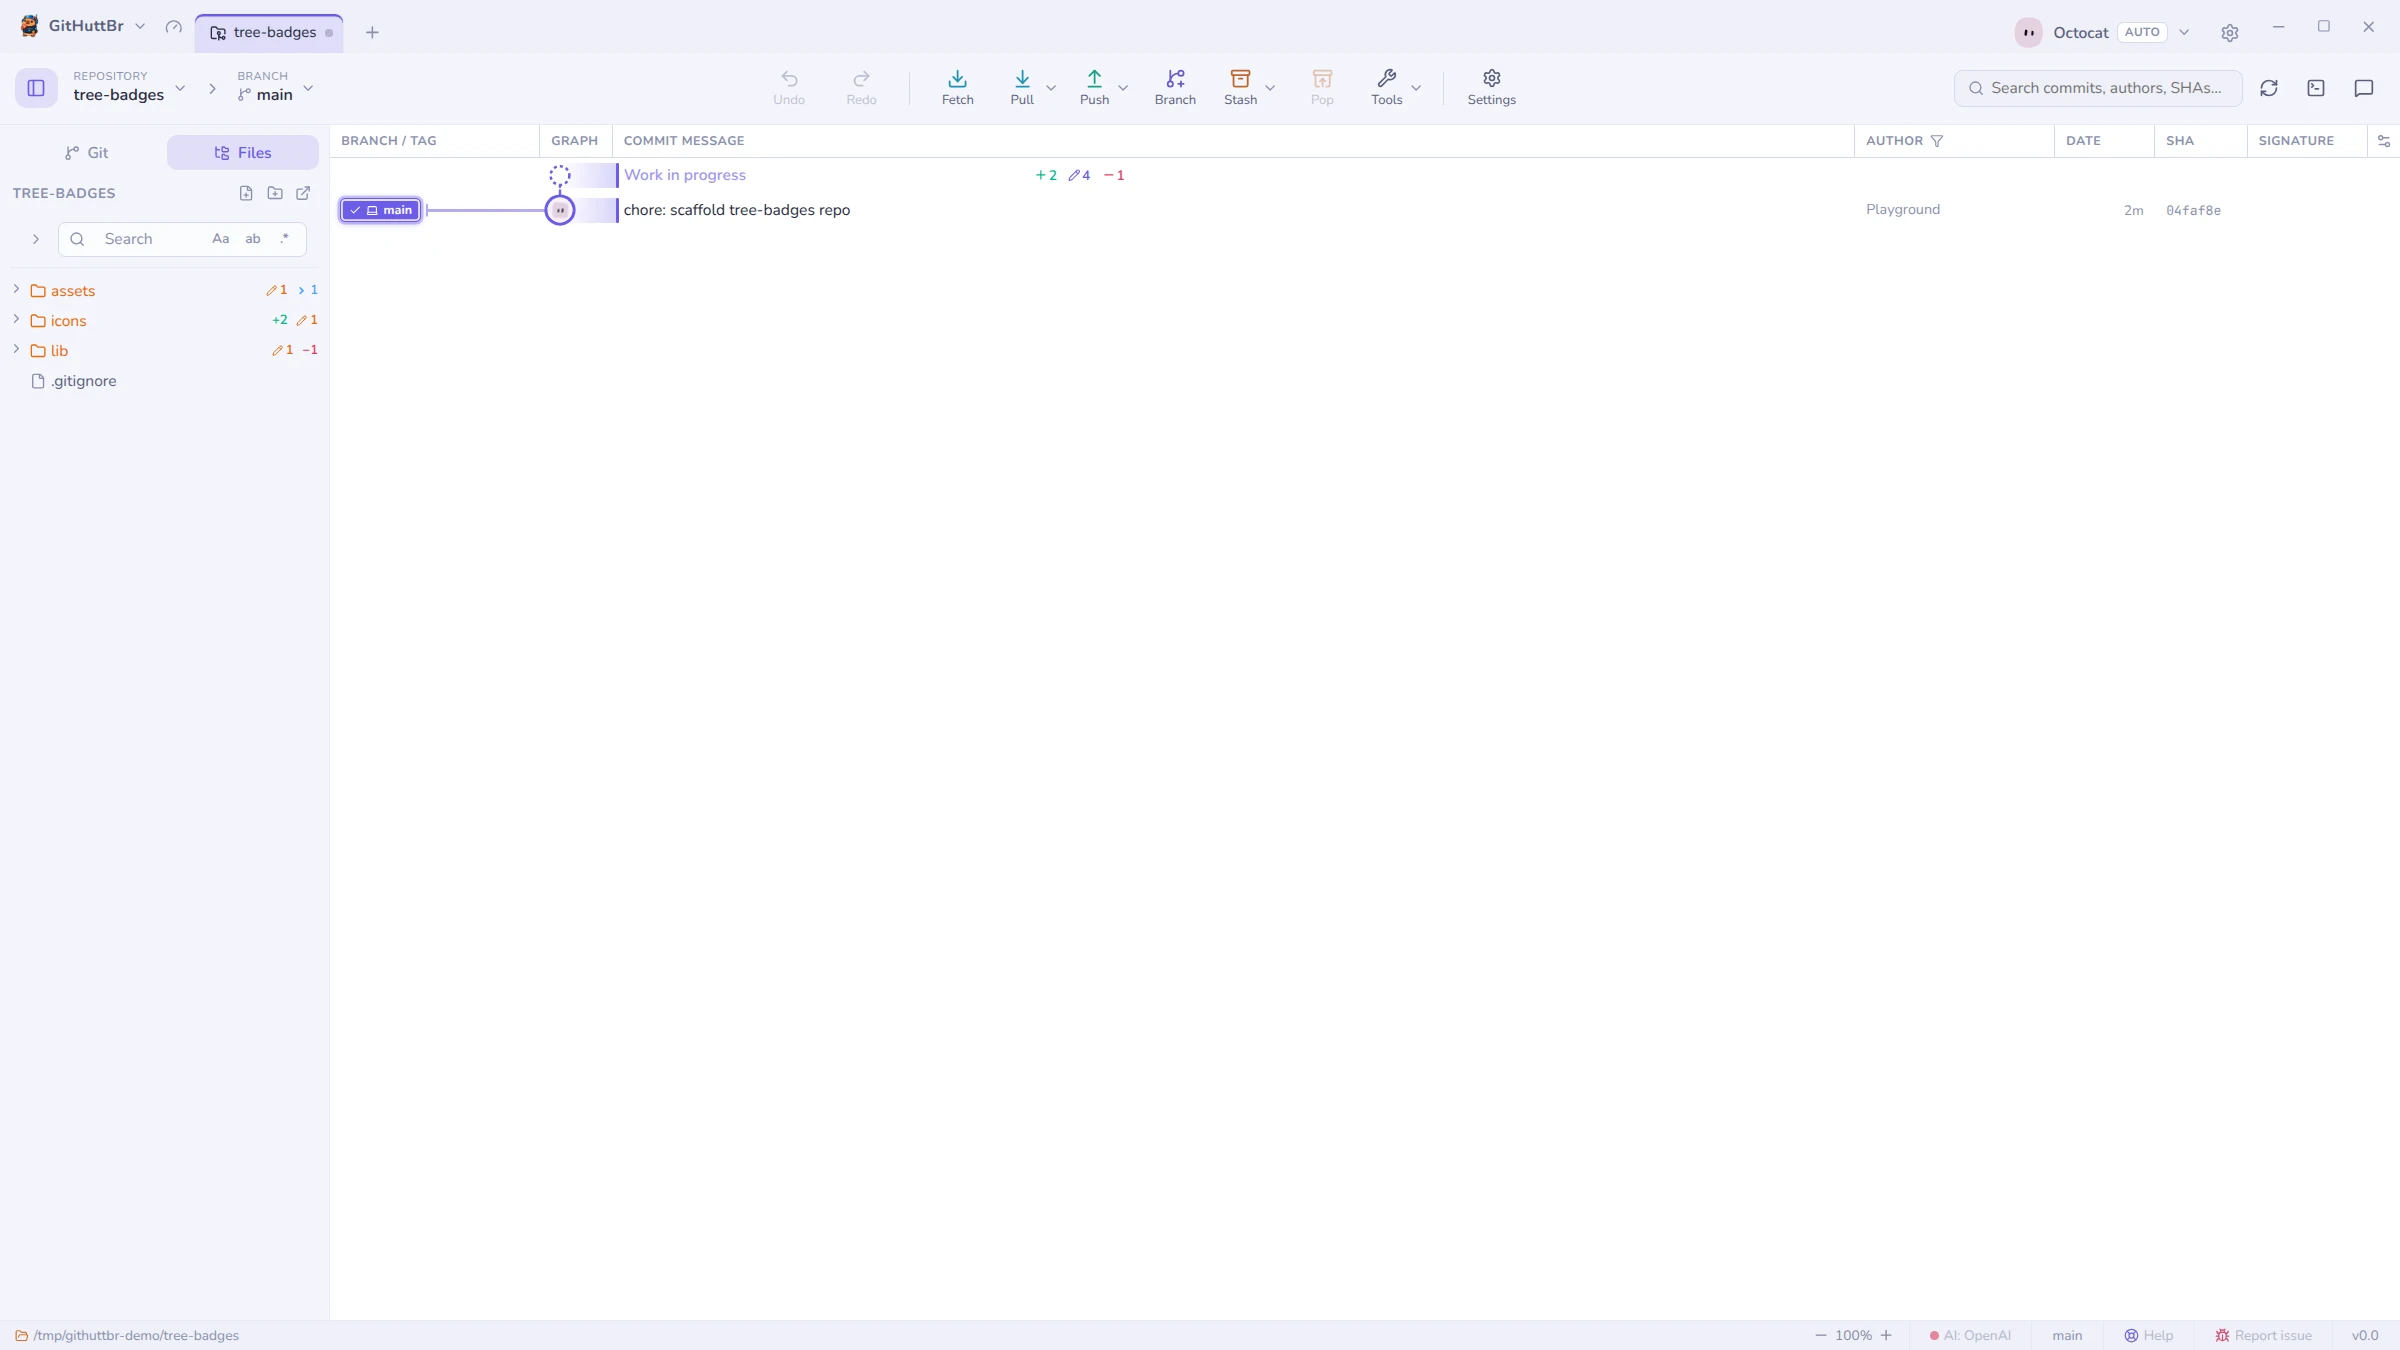 GitHuttBr
tree-badges
Octocat AUTO
REPOSITORY
tree-badges
BRANCH
main
Undo
Redo
Fetch
Pull
Push
Branch
Stash
Pop
Tools
Settings
Search commits, authors, SHAs...
Git
Files
BRANCH / TAG
GRAPH
COMMIT MESSAGE
AUTHOR
DATE
SHA
SIGNATURE
Work in progress +2 4 −1
main
chore: scaffold tree-badges repo
Playground
2m
04faf8e
TREE-BADGES
Search Aa ab .*
assets 1 1
icons +2 1
lib 1 −1
.gitignore
/tmp/githuttbr-demo/tree-badges
100%
AI: OpenAI
main
Help
Report issue
v0.0